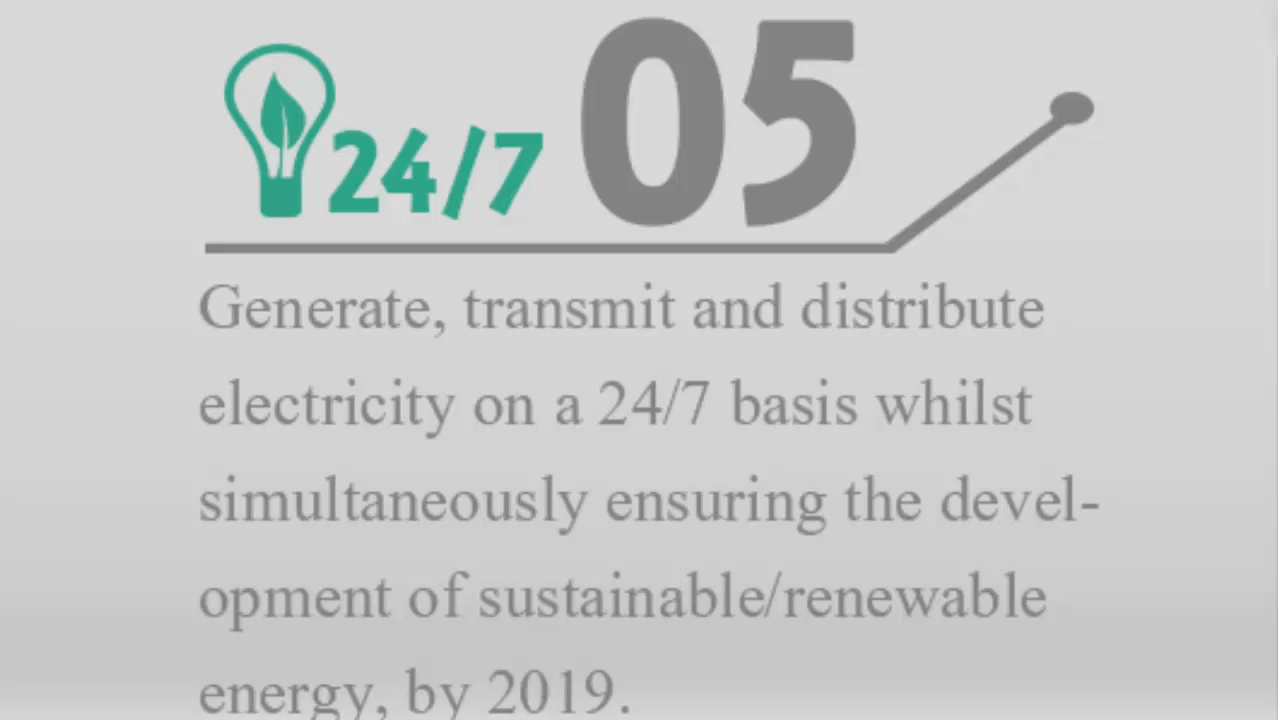 24/7 05
Generate, transmit and distribute
electricity on a 24/7 basis whilst
simultaneously ensuring the devel-
opment of sustainable/renewable
energy, by 2019.